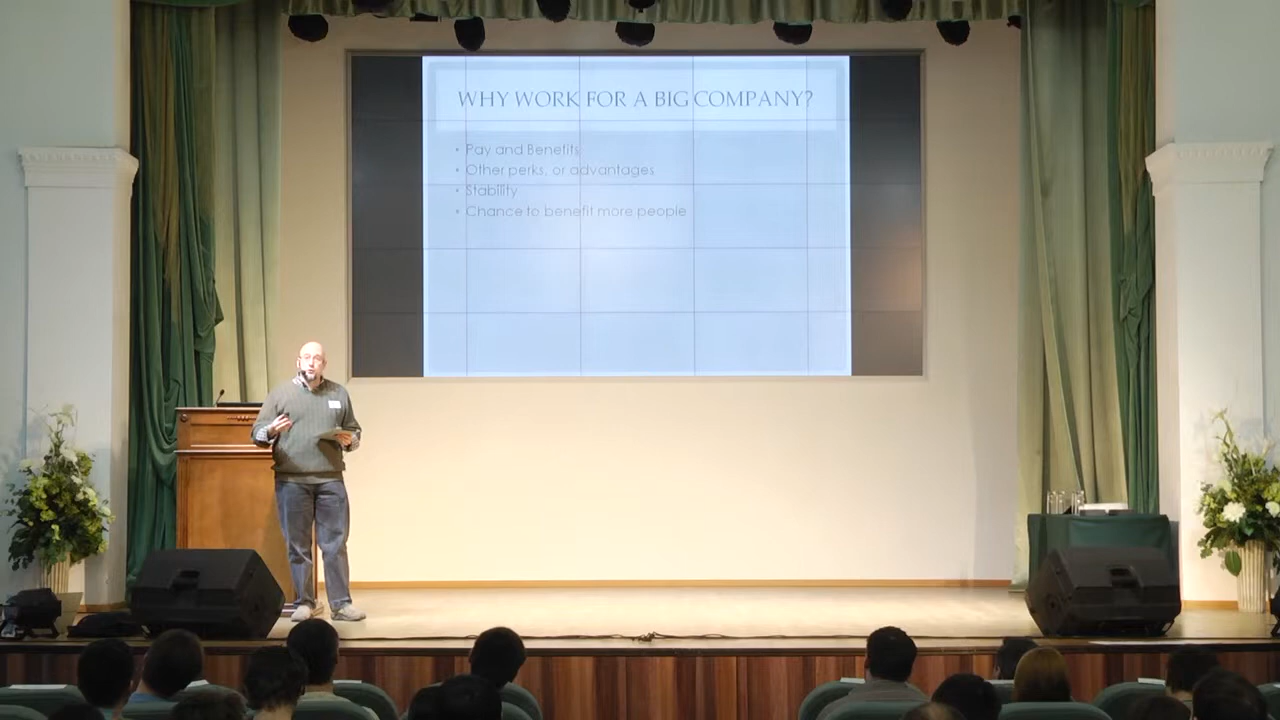 WHY WORK FOR A BIG COMPANY?
• Pay and Benefits
• Other perks, or advantages
• Stability
• Chance to benefit more people